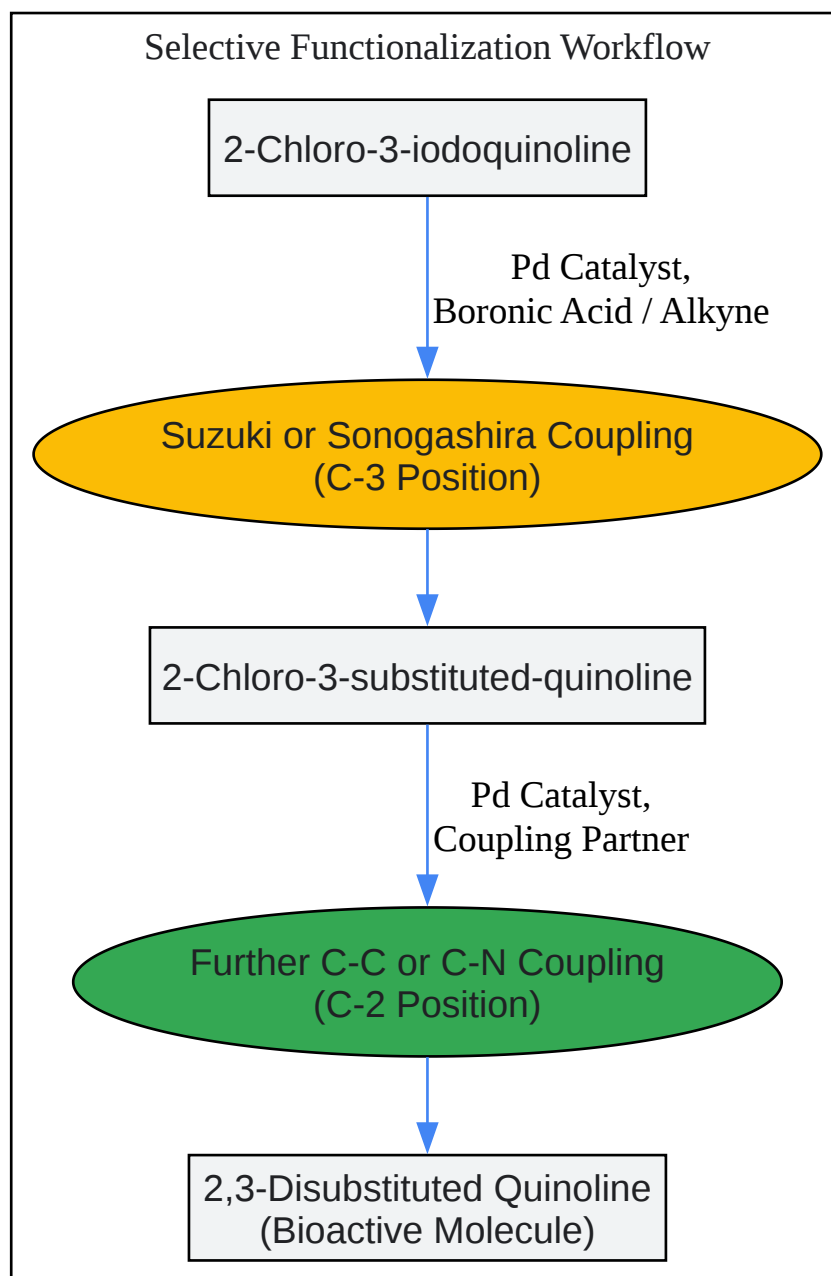 Selective Functionalization Workflow
2-Chloro-3-iodoquinoline
Pd Catalyst,
Boronic Acid / Alkyne
Suzuki or Sonogashira Coupling
(C-3 Position)
2-Chloro-3-substituted-quinoline
Pd Catalyst,
Coupling Partner
Further C-C or C-N Coupling
(C-2 Position)
2,3-Disubstituted Quinoline
(Bioactive Molecule)